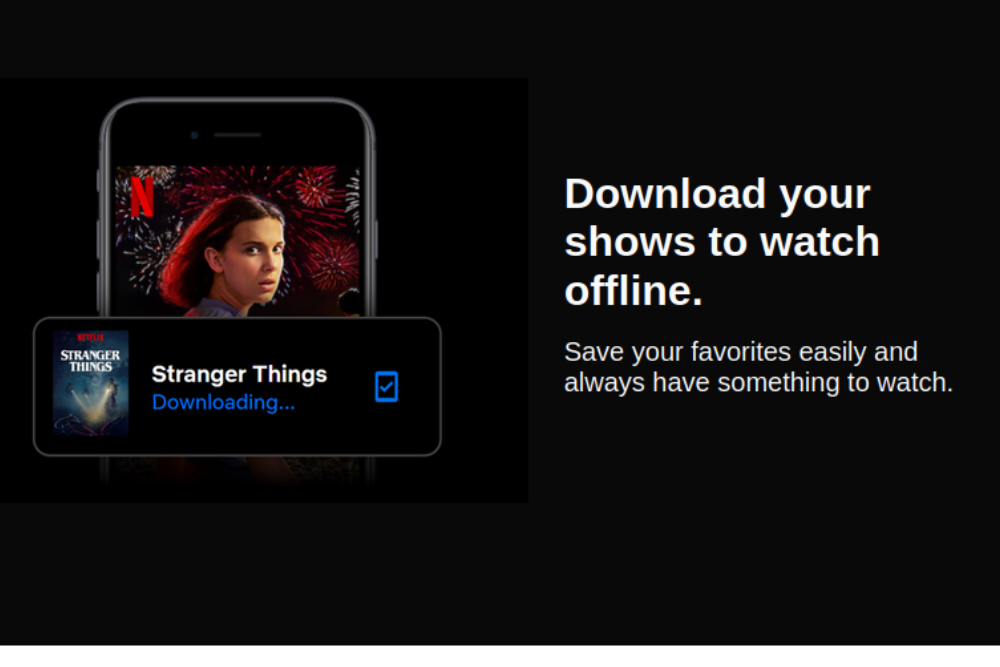 N
NETFLIX
STRANGER
THINGS
Stranger Things
Downloading...
Download your
shows to watch
offline.
Save your favorites easily and
always have something to watch.